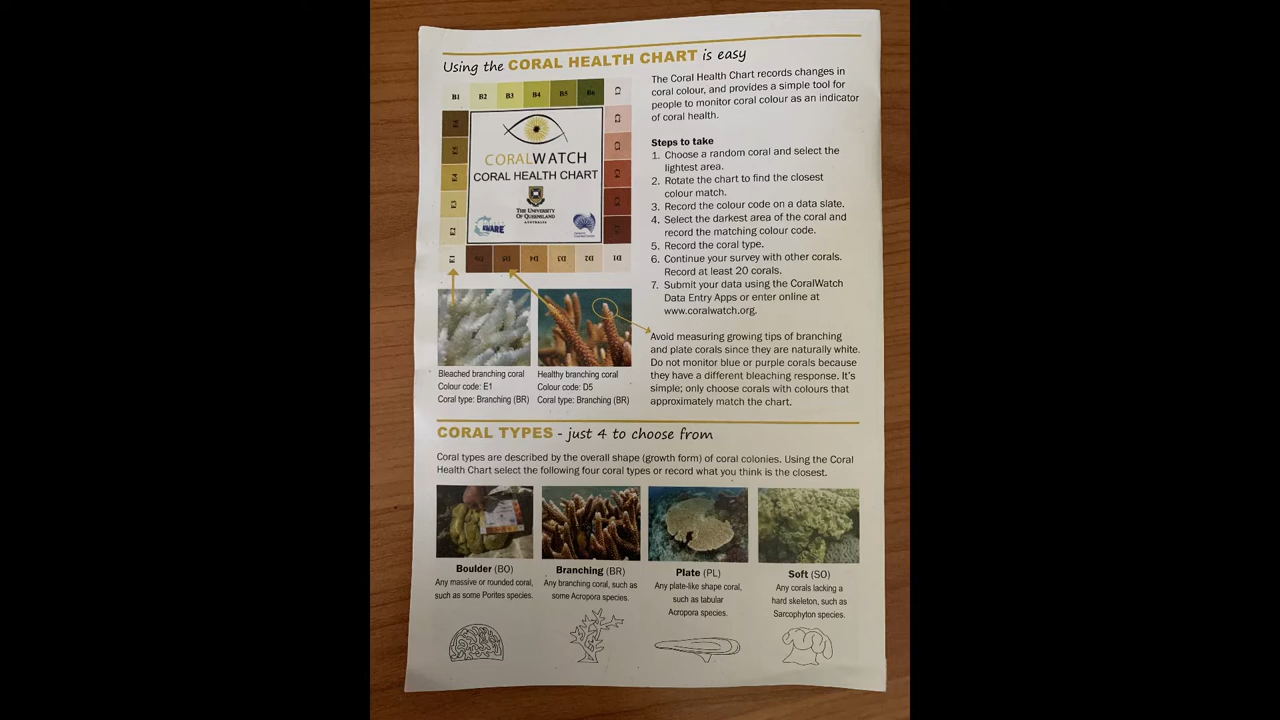 Using the CORAL HEALTH CHART is easy
B1 B2 B3 B4 B5 B6 C1
C2
C3
C4
C5
E6
E5
E4
E3
E2
E1 D6 D5 D4 D3 D2 D1
CORALWATCH
CORAL HEALTH CHART
THE UNIVERSITY
OF QUEENSLAND
AUSTRALIA
AWARE
The Coral Health Chart records changes in
coral colour, and provides a simple tool for
people to monitor coral colour as an indicator
of coral health.
Steps to take
1. Choose a random coral and select the
lightest area.
2. Rotate the chart to find the closest
colour match.
3. Record the colour code on a data slate.
4. Select the darkest area of the coral and
record the matching colour code.
5. Record the coral type.
6. Continue your survey with other corals.
Record at least 20 corals.
7. Submit your data using the CoralWatch
Data Entry Apps or enter online at
www.coralwatch.org.
Bleached branching coral
Colour code: E1
Coral type: Branching (BR)
Healthy branching coral
Colour code: D5
Coral type: Branching (BR)
Avoid measuring growing tips of branching
and plate corals since they are naturally white.
Do not monitor blue or purple corals because
they have a different bleaching response. It's
simple; only choose corals with colours that
approximately match the chart.
CORAL TYPES - just 4 to choose from
Coral types are described by the overall shape (growth form) of coral colonies. Using the Coral
Health Chart select the following four coral types or record what you think is the closest.
Boulder (BO)
Any massive or rounded coral,
such as some Porites species.
Branching (BR)
Any branching coral, such as
some Acropora species.
Plate (PL)
Any plate-like shape coral,
such as tabular
Acropora species.
Soft (SO)
Any corals lacking a
hard skeleton, such as
Sarcophyton species.